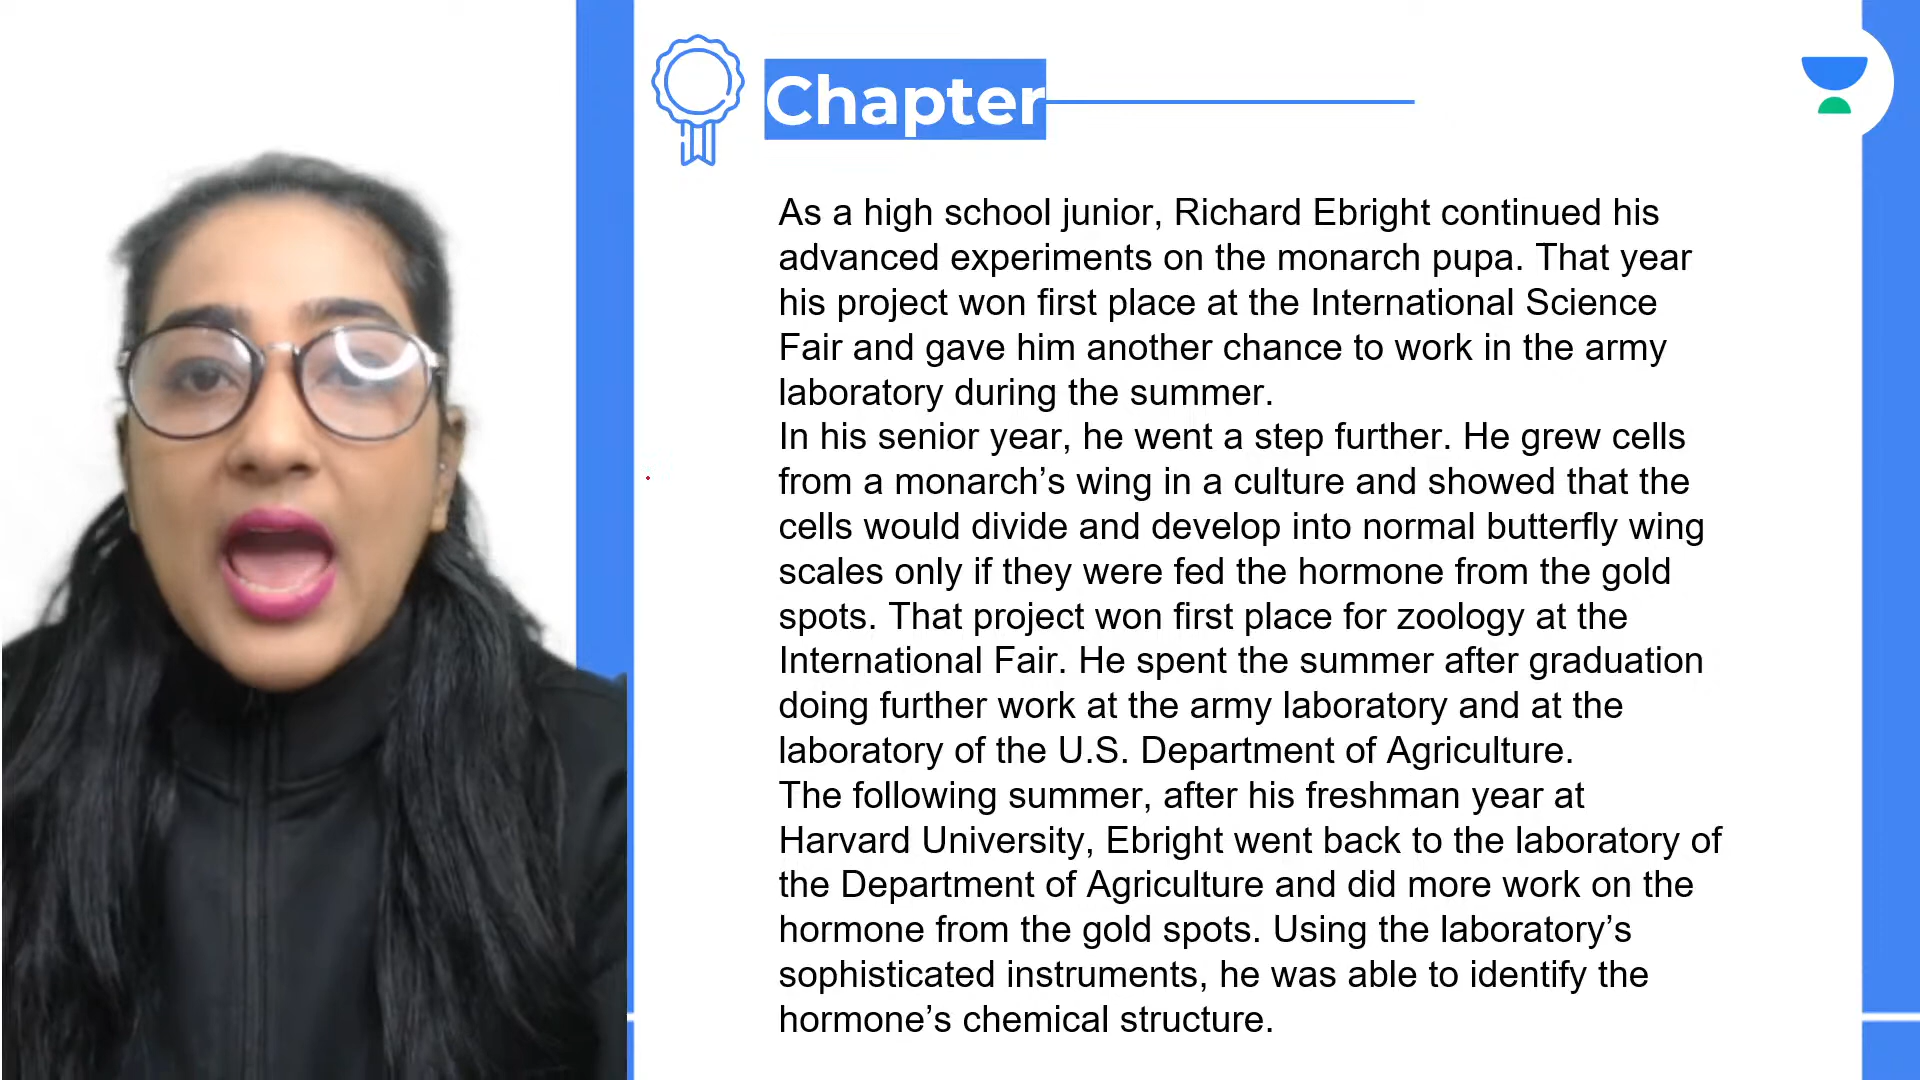 Chapter
As a high school junior, Richard Ebright continued his
advanced experiments on the monarch pupa. That year
his project won first place at the International Science
Fair and gave him another chance to work in the army
laboratory during the summer.
In his senior year, he went a step further. He grew cells
from a monarch’s wing in a culture and showed that the
cells would divide and develop into normal butterfly wing
scales only if they were fed the hormone from the gold
spots. That project won first place for zoology at the
International Fair. He spent the summer after graduation
doing further work at the army laboratory and at the
laboratory of the U.S. Department of Agriculture.
The following summer, after his freshman year at
Harvard University, Ebright went back to the laboratory of
the Department of Agriculture and did more work on the
hormone from the gold spots. Using the laboratory’s
sophisticated instruments, he was able to identify the
hormone’s chemical structure.